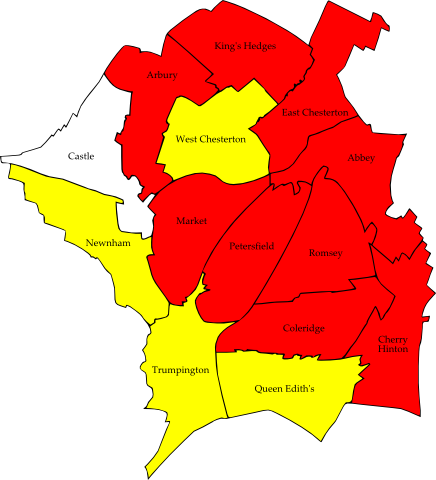 King's Hedges
Arbury
East Chesterton
West Chesterton
Castle
Abbey
Market
Newnham
Petersfield
Romsey
Coleridge
Cherry
Hinton
Trumpington
Queen Edith's